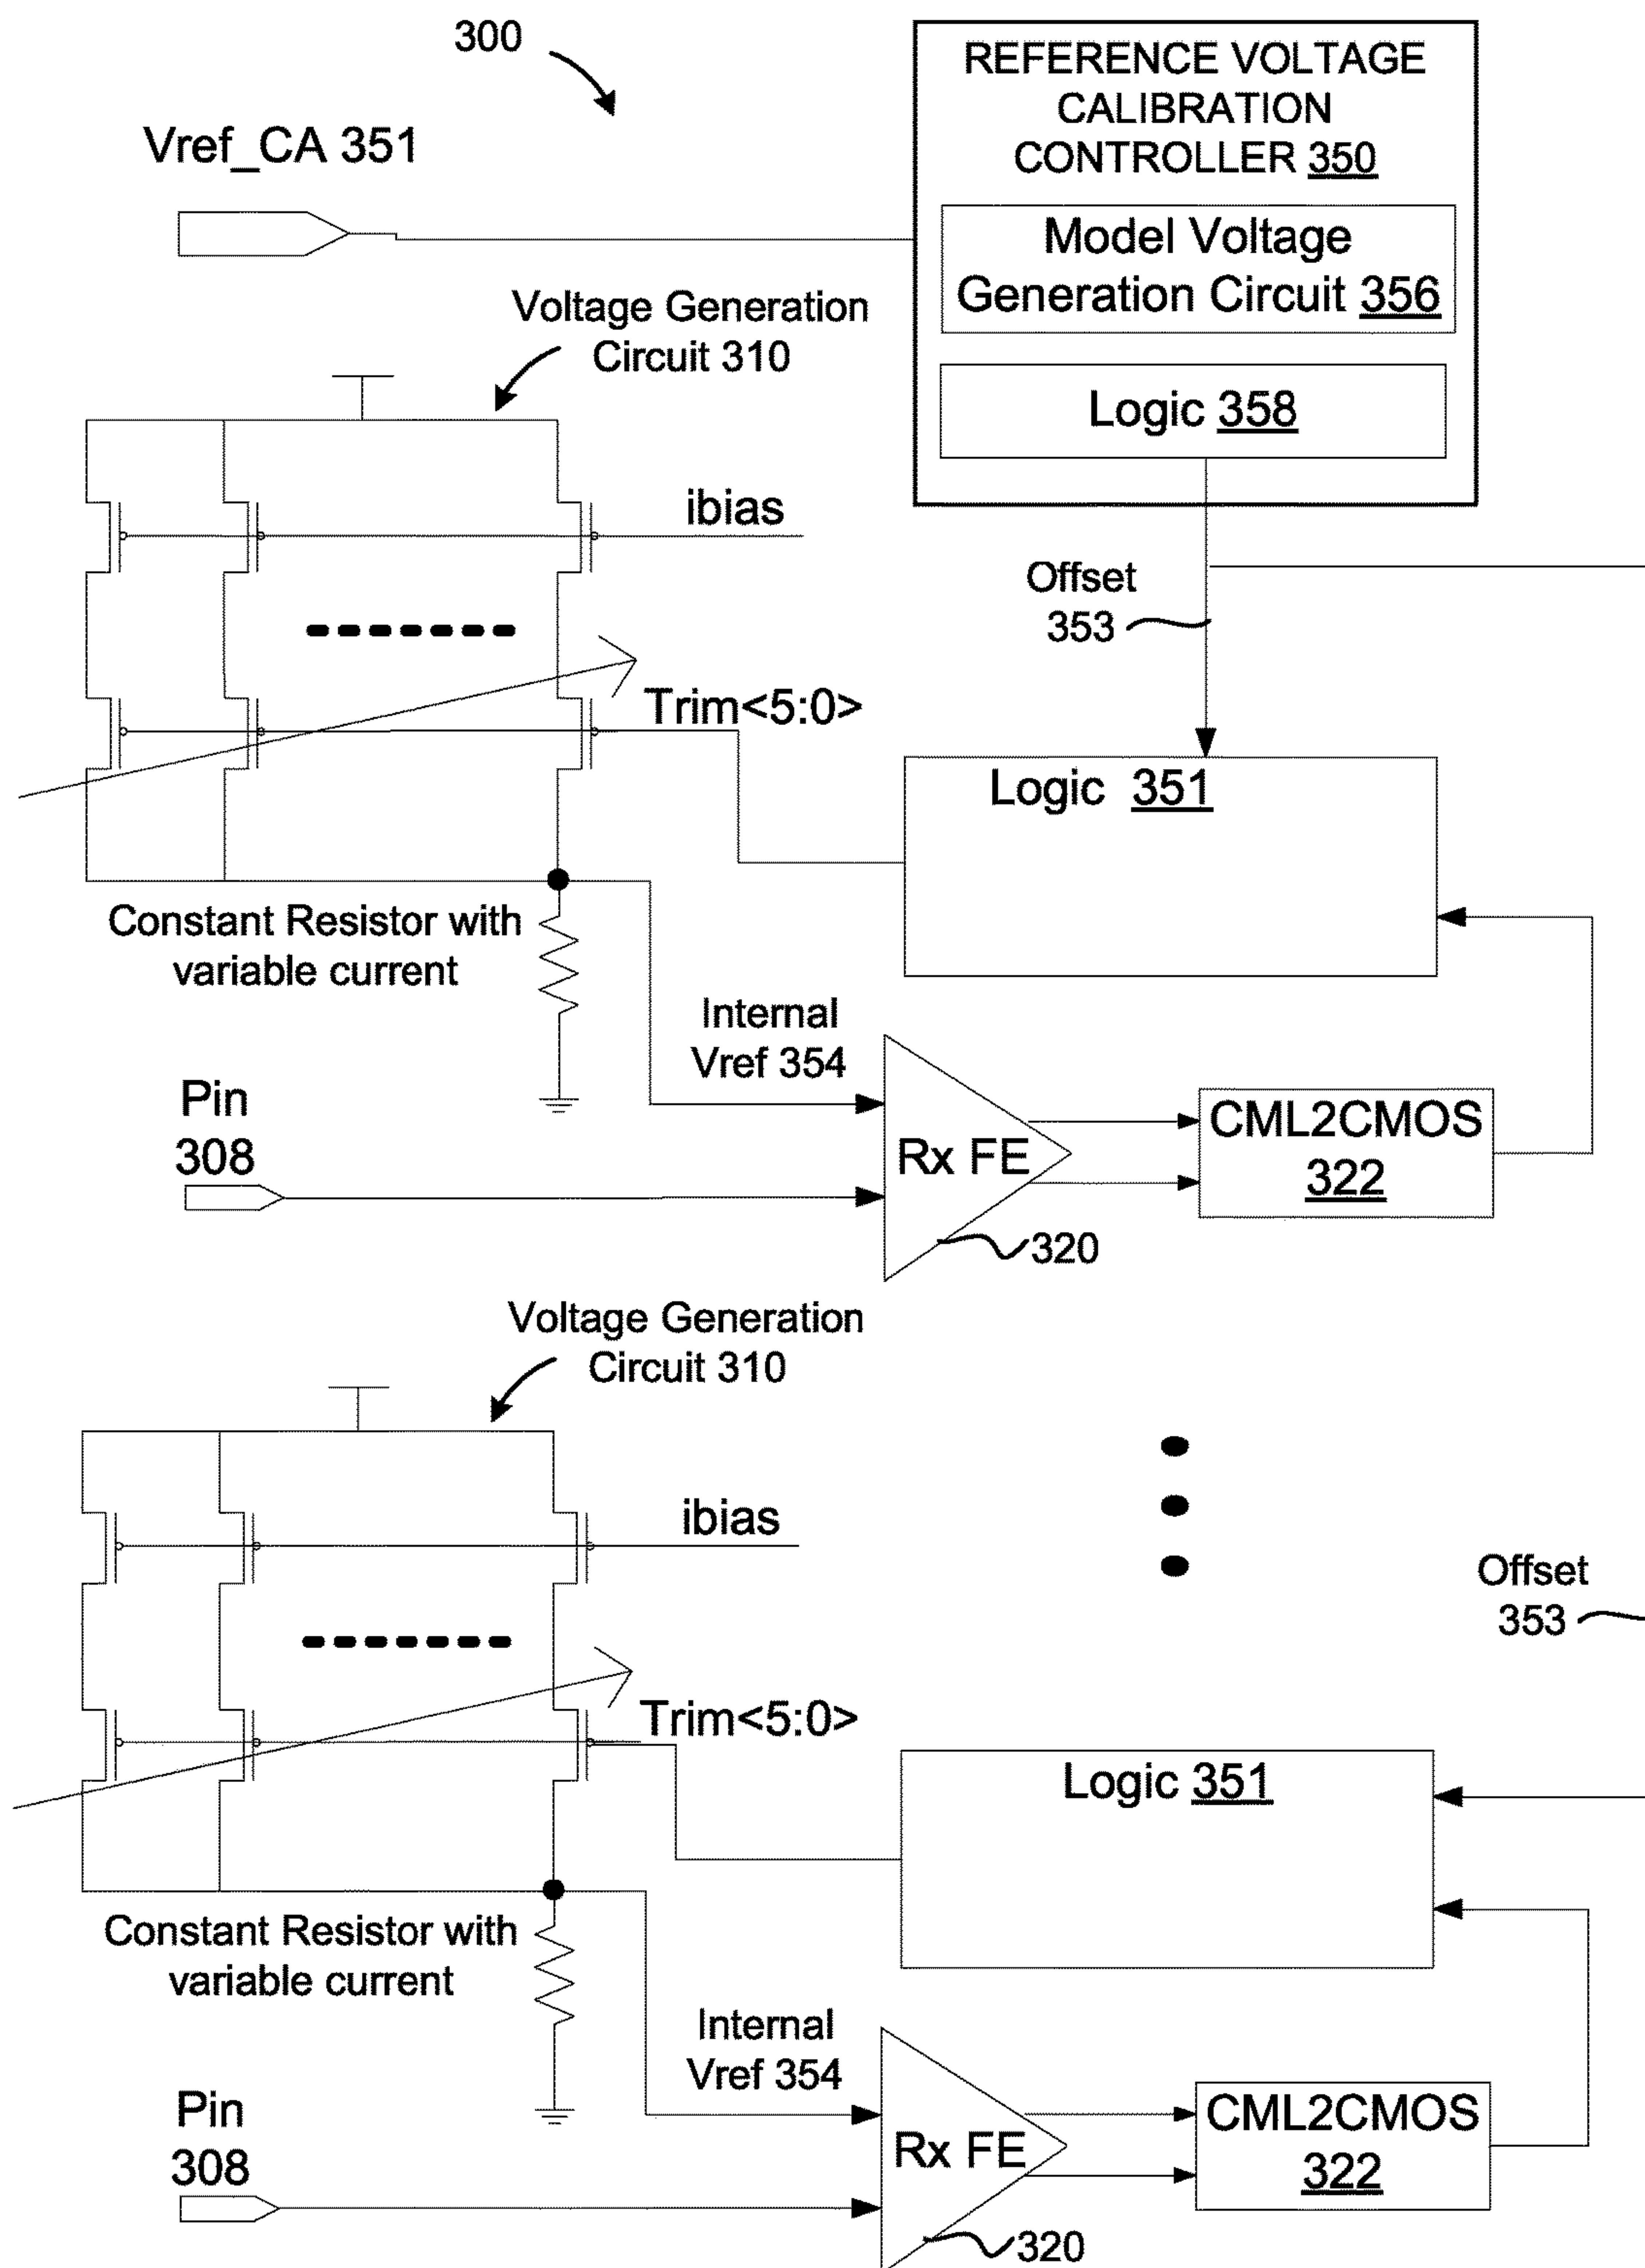 300
REFERENCE VOLTAGE
CALIBRATION
CONTROLLER 350
Vref_CA 351
Model Voltage
Generation Circuit 356
Voltage Generation
Circuit 310
Logic 358
ibias
Offset
353
Trim<5:0>
Logic 351
Constant Resistor with
variable current
Internal
Vref 354
Pin
308
Rx FE
CML2CMOS
322
320
Voltage Generation
Circuit 310
ibias
Offset
353
Trim<5:0>
Logic 351
Constant Resistor with
variable current
Internal
Vref 354
Pin
308
Rx FE
CML2CMOS
322
320